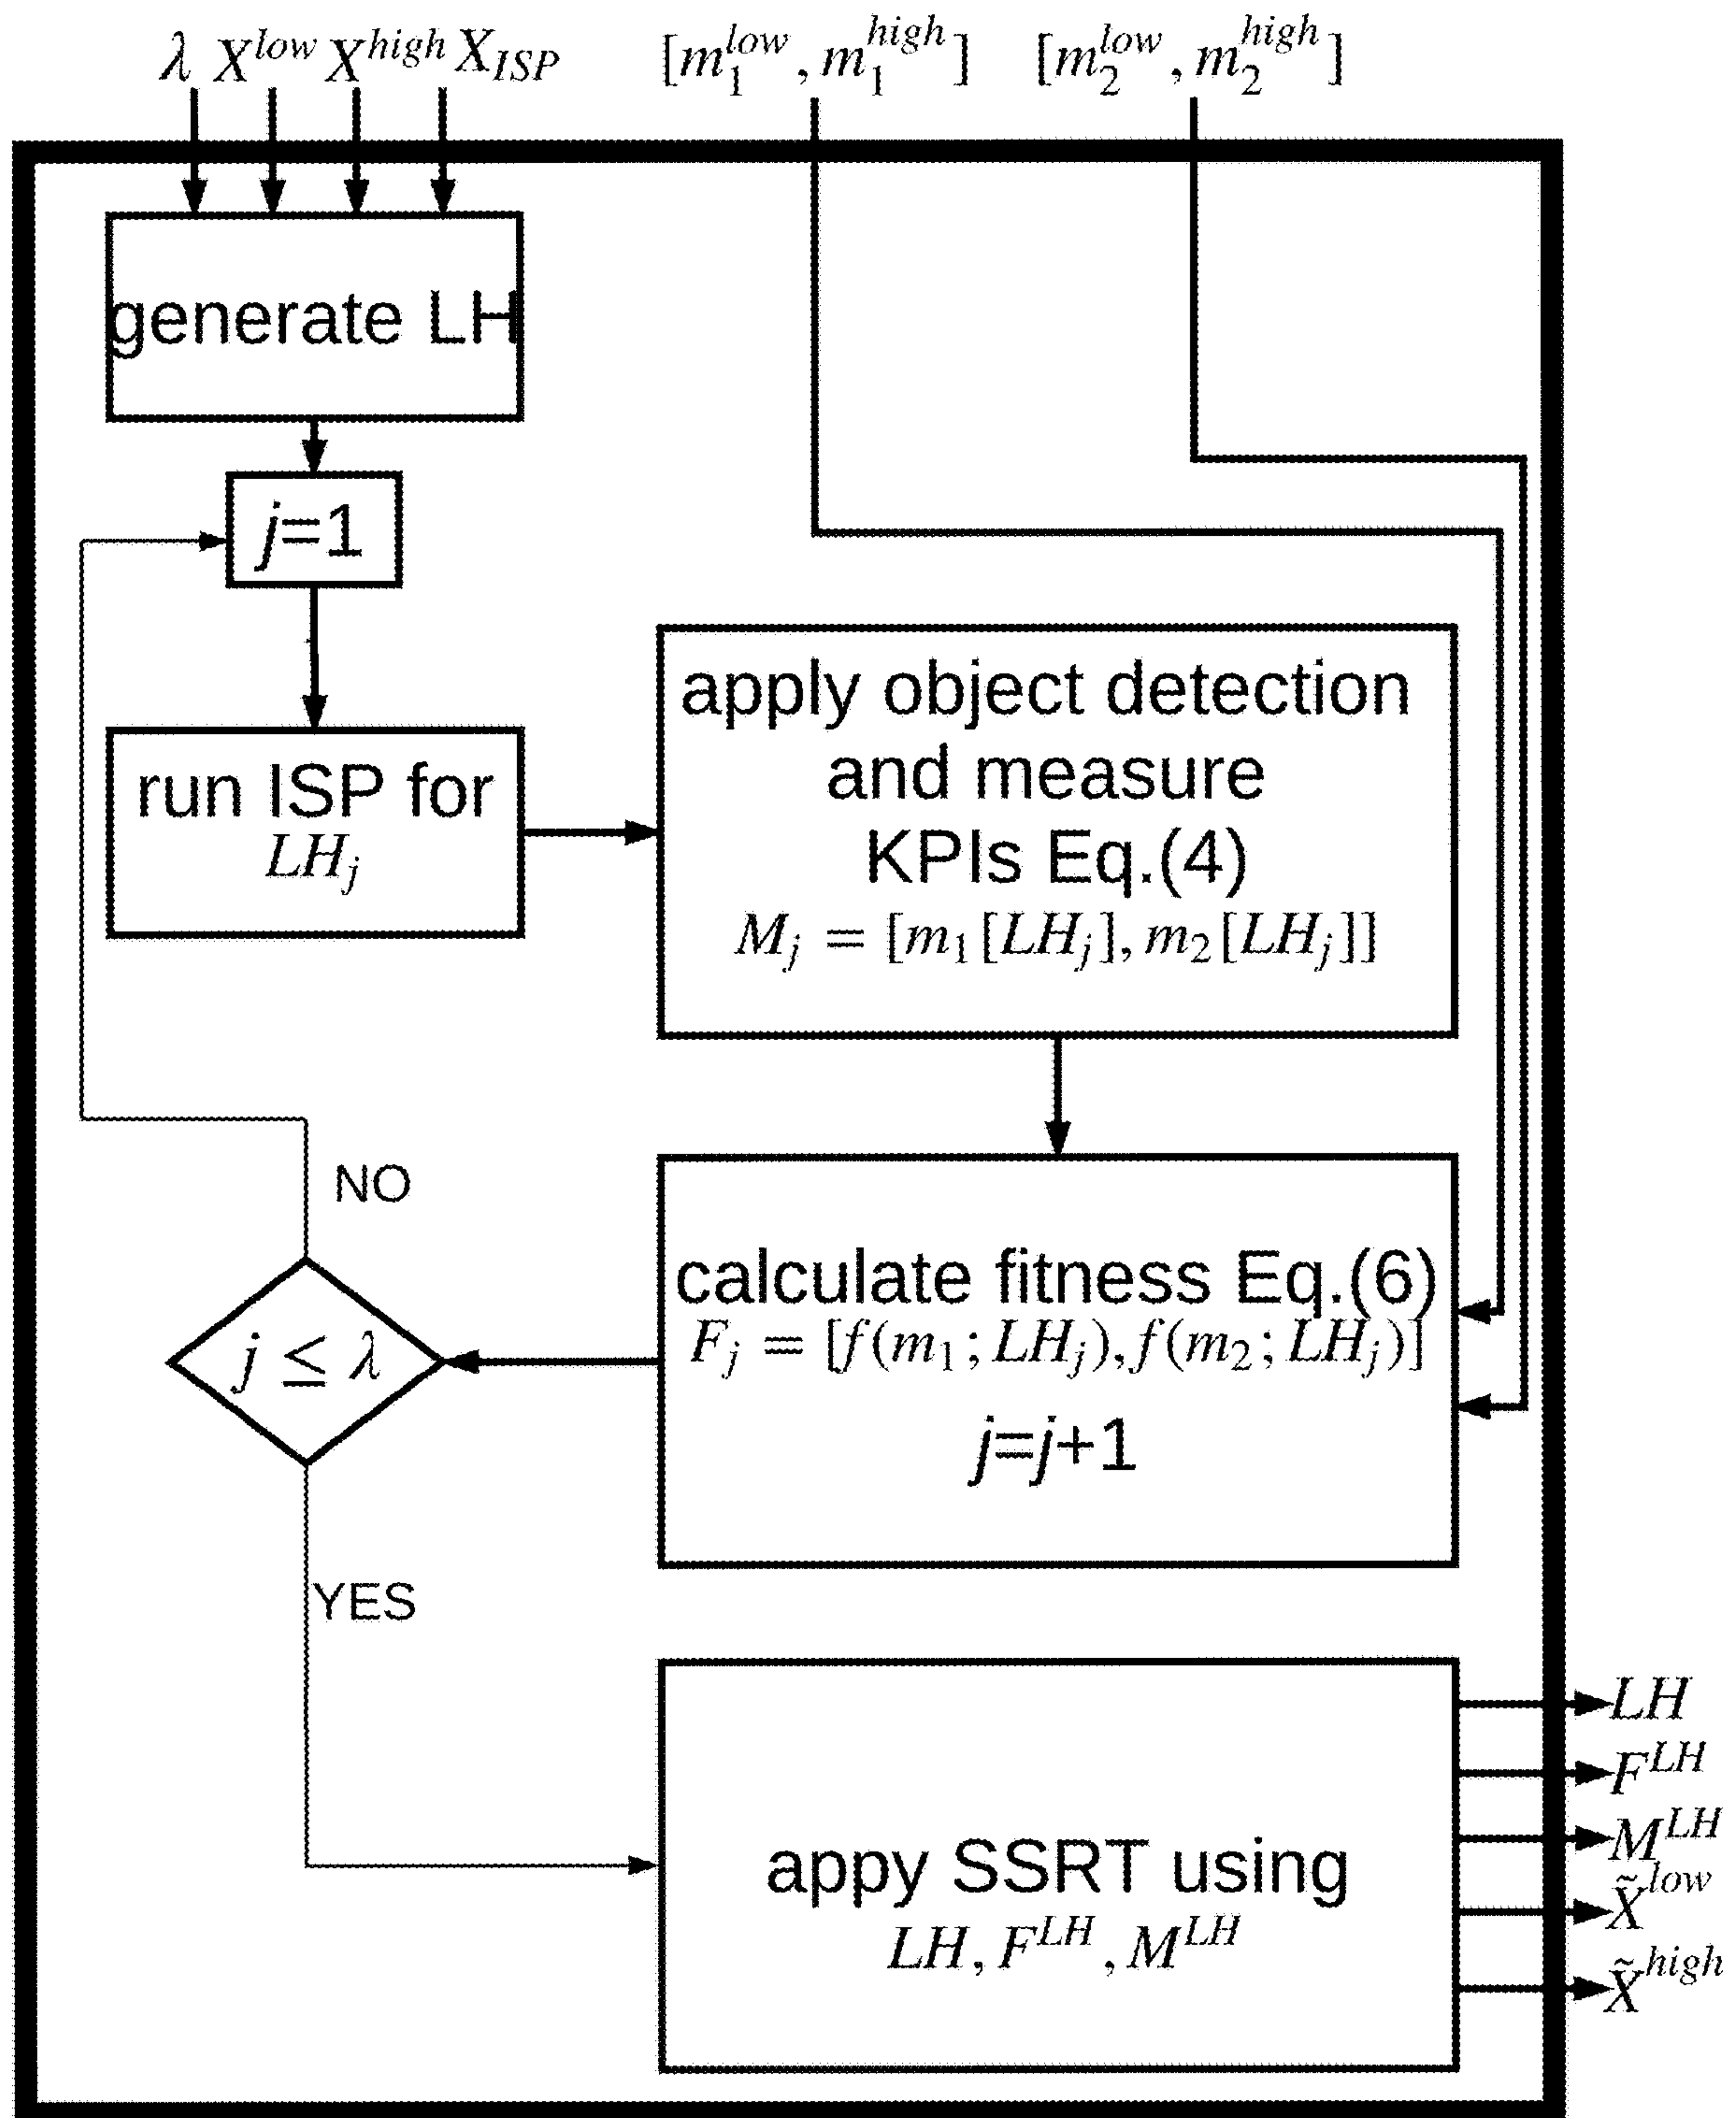 λ X^low X^high X_ISP [m_1^low, m_1^high] [m_2^low, m_2^high]
generate LH
j=1
run ISP for
LH_j
apply object detection
and measure
KPIs Eq.(4)
M_j = [m_1[LH_j], m_2[LH_j]]
NO
calculate fitness Eq.(6)
F_j = [f(m_1; LH_j), f(m_2; LH_j)]
j=j+1
j ≤ λ
YES
appy SSRT using
LH, F^LH, M^LH
LH
F^LH
M^LH
X̃^low
X̃^high